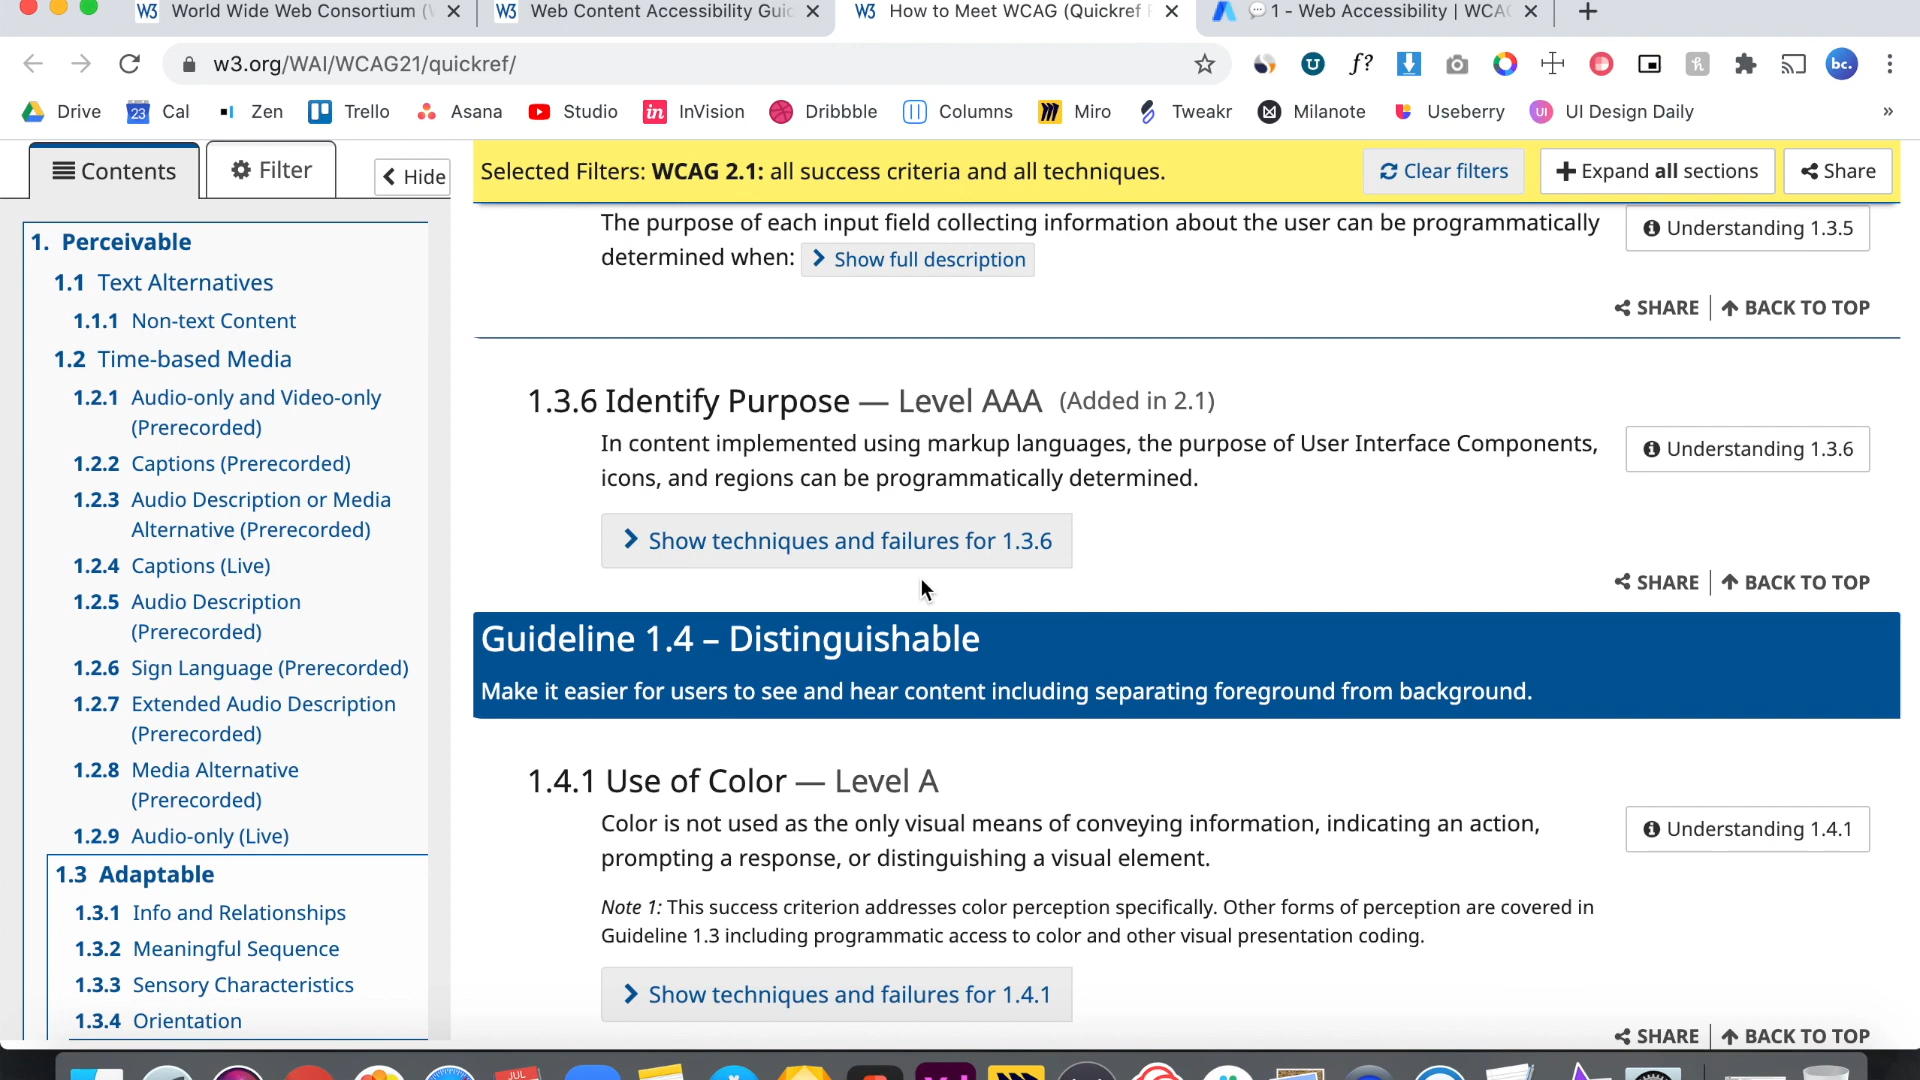 World Wide Web Consortium (
Web Content Accessibility Gui
How to Meet WCAG (Quickref
1 - Web Accessibility | WCA
w3.org/WAI/WCAG21/quickref/
f?
bc.
Drive
23
Cal
Zen
Trello
Asana
Studio
in
InVision
Dribbble
Columns
Miro
Tweakr
Milanote
Useberry
UI
UI Design Daily
»
Contents
Filter
Hide
Selected Filters: WCAG 2.1: all success criteria and all techniques.
Clear filters
Expand all sections
Share
1. Perceivable
1.1 Text Alternatives
1.1.1 Non-text Content
1.2 Time-based Media
1.2.1 Audio-only and Video-only
(Prerecorded)
1.2.2 Captions (Prerecorded)
1.2.3 Audio Description or Media
Alternative (Prerecorded)
1.2.4 Captions (Live)
1.2.5 Audio Description
(Prerecorded)
1.2.6 Sign Language (Prerecorded)
1.2.7 Extended Audio Description
(Prerecorded)
1.2.8 Media Alternative
(Prerecorded)
1.2.9 Audio-only (Live)
1.3 Adaptable
1.3.1 Info and Relationships
1.3.2 Meaningful Sequence
1.3.3 Sensory Characteristics
1.3.4 Orientation
The purpose of each input field collecting information about the user can be programmatically
determined when: Show full description
Understanding 1.3.5
SHARE
BACK TO TOP
1.3.6 Identify Purpose — Level AAA (Added in 2.1)
In content implemented using markup languages, the purpose of User Interface Components,
icons, and regions can be programmatically determined.
Understanding 1.3.6
Show techniques and failures for 1.3.6
SHARE
BACK TO TOP
Guideline 1.4 – Distinguishable
Make it easier for users to see and hear content including separating foreground from background.
1.4.1 Use of Color — Level A
Color is not used as the only visual means of conveying information, indicating an action,
prompting a response, or distinguishing a visual element.
Understanding 1.4.1
Note 1: This success criterion addresses color perception specifically. Other forms of perception are covered in
Guideline 1.3 including programmatic access to color and other visual presentation coding.
Show techniques and failures for 1.4.1
SHARE
BACK TO TOP
JUL